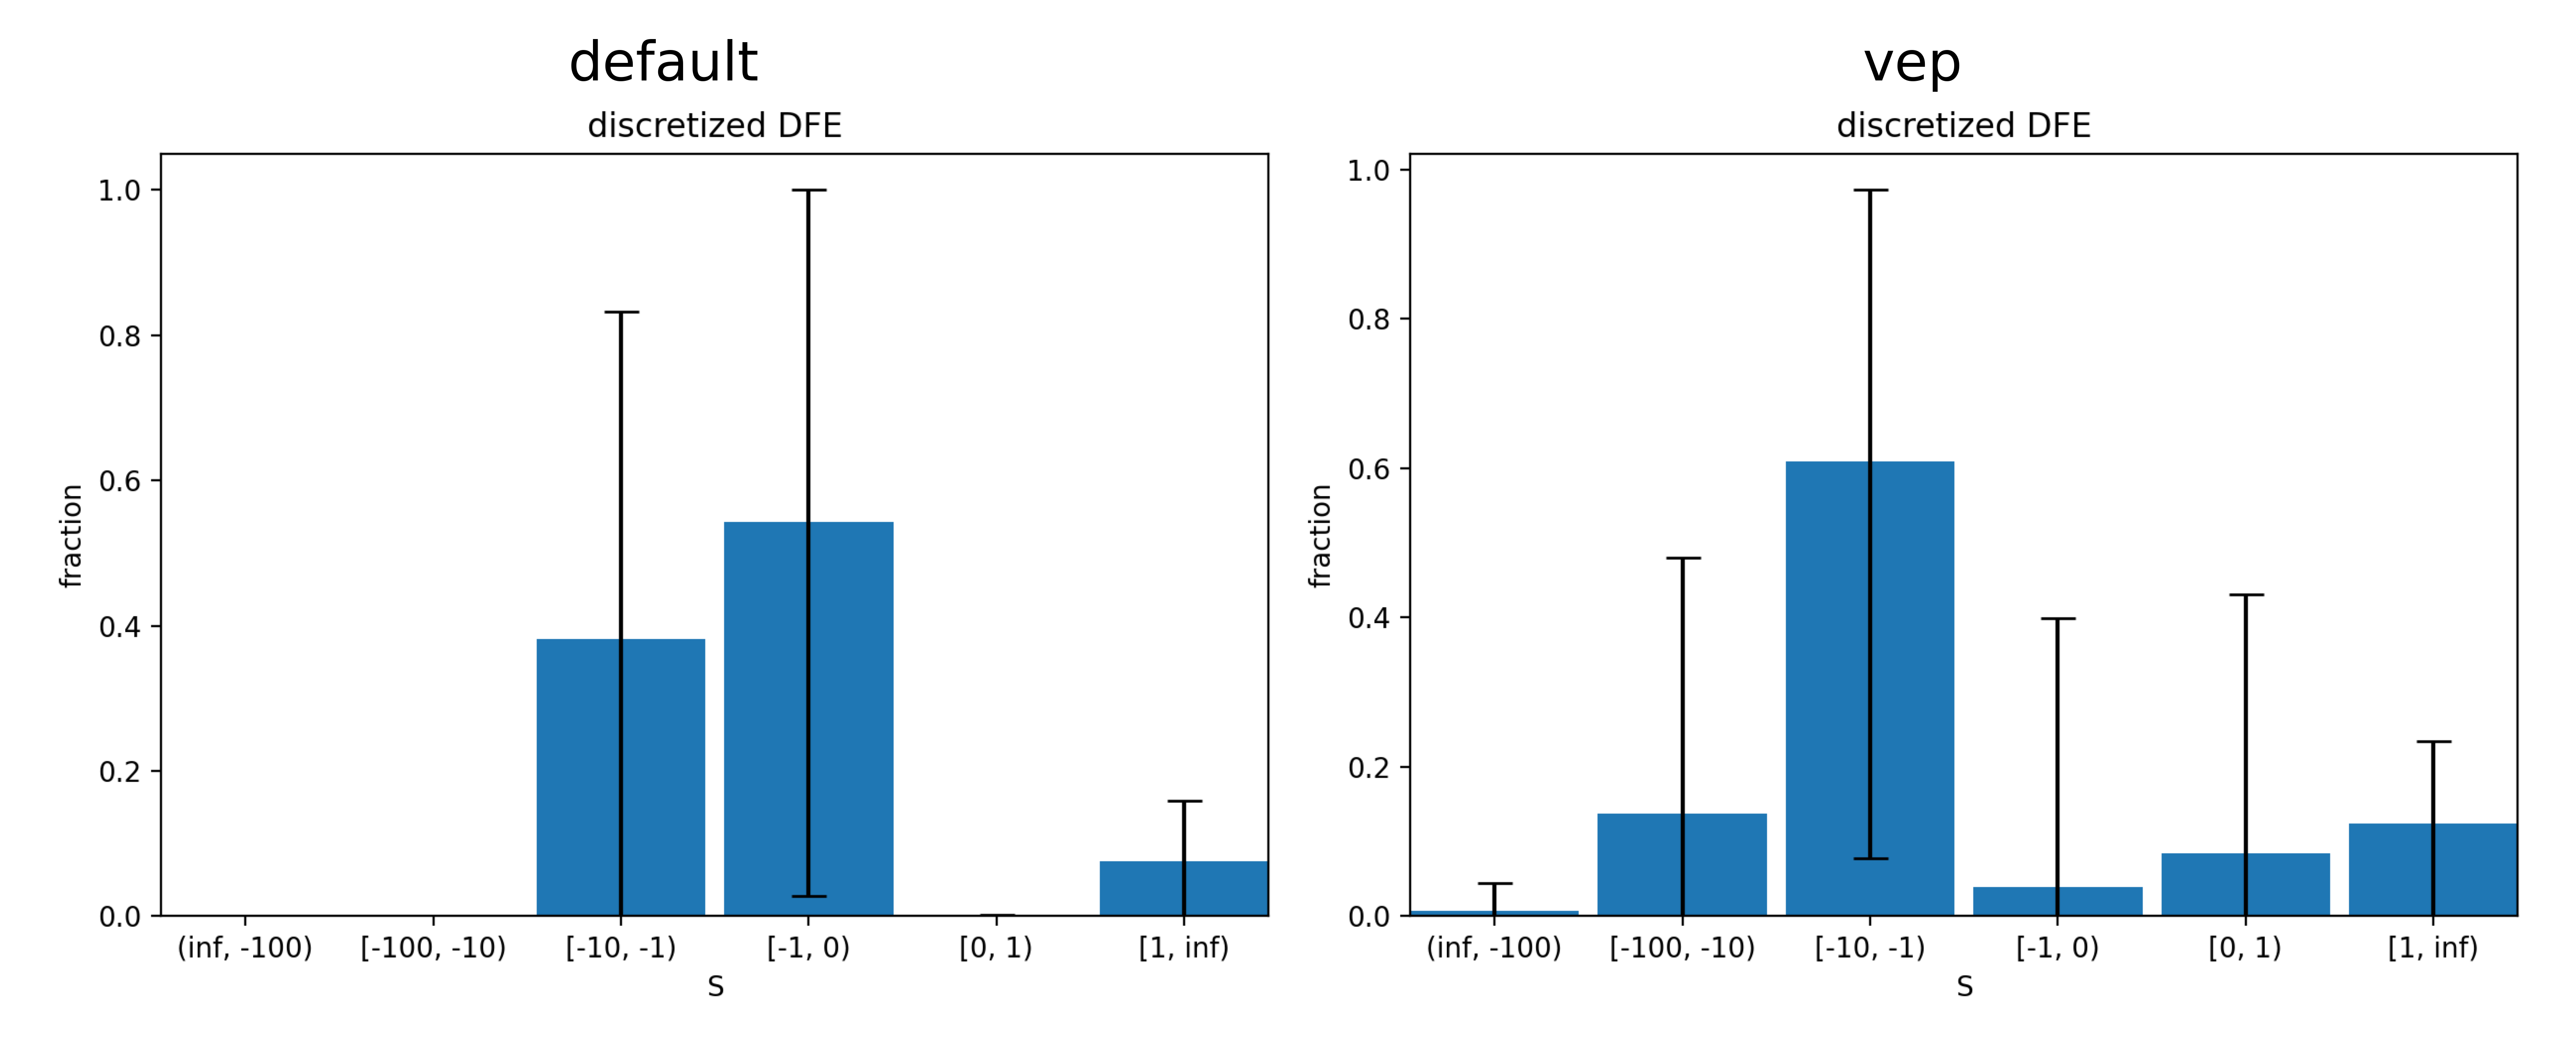 default
discretized DFE
fraction
1.0
0.8
0.6
0.4
0.2
0.0
(inf, -100) [-100, -10) [-10, -1) [-1, 0) [0, 1) [1, inf)
S
vep
discretized DFE
fraction
1.0
0.8
0.6
0.4
0.2
0.0
(inf, -100) [-100, -10) [-10, -1) [-1, 0) [0, 1) [1, inf)
S